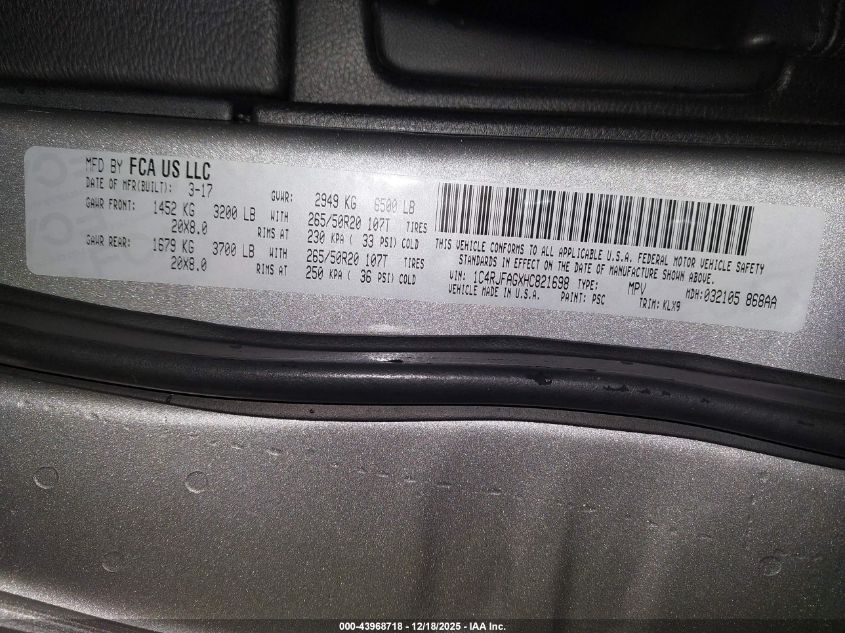 MFD BY FCA US LLC
DATE OF MFR(BUILT): 3-17 GVWR: 2949 KG 6500 LB
GAWR FRONT: 1452 KG 3200 LB WITH 265/50R20 107T TIRES
20X8.0 RIMS AT 230 KPA ( 33 PSI) COLD
GAWR REAR: 1679 KG 3700 LB WITH 265/50R20 107T TIRES
20X8.0 RIMS AT 250 KPA ( 36 PSI) COLD
THIS VEHICLE CONFORMS TO ALL APPLICABLE U.S.A. FEDERAL MOTOR VEHICLE SAFETY
STANDARDS IN EFFECT ON THE DATE OF MANUFACTURE SHOWN ABOVE.
VIN: 1C4RJFAGXHC821698 TYPE: MPV MDH:032105 868AA
VEHICLE MADE IN U.S.A. PAINT: PSC TRIM: KLX9
000-43968718 - 12/18/2025 - IAA Inc.